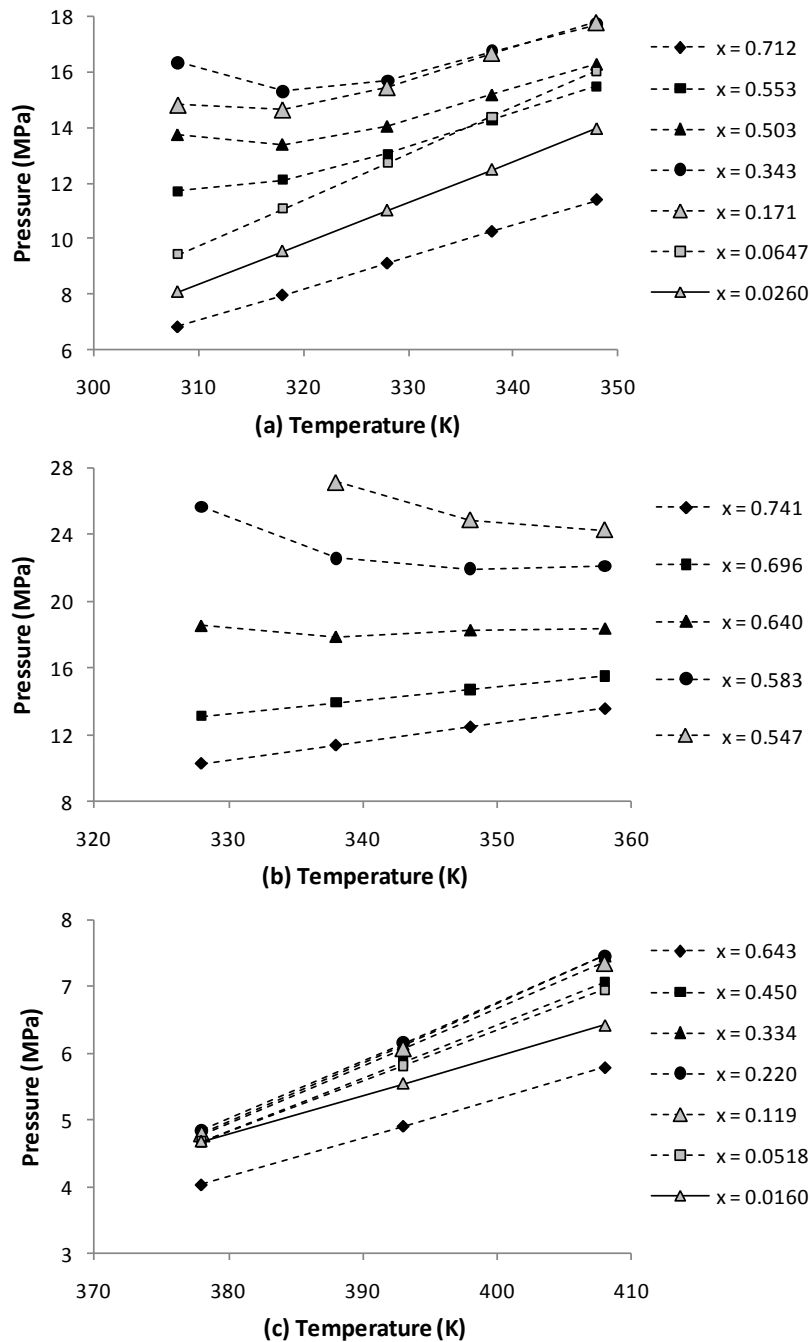 18
16
14
12
10
8
6
300 310 320 330 340 350
Pressure (MPa)
(a) Temperature (K)
x = 0.712
x = 0.553
x = 0.503
x = 0.343
x = 0.171
x = 0.0647
x = 0.0260
28
24
20
16
12
8
320 330 340 350 360
Pressure (MPa)
(b) Temperature (K)
x = 0.741
x = 0.696
x = 0.640
x = 0.583
x = 0.547
8
7
6
5
4
3
370 380 390 400 410
Pressure (MPa)
(c) Temperature (K)
x = 0.643
x = 0.450
x = 0.334
x = 0.220
x = 0.119
x = 0.0518
x = 0.0160